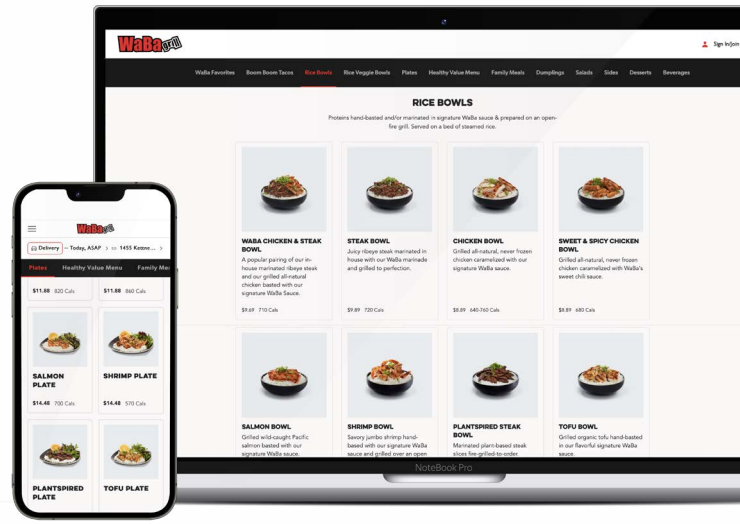 WaBa grill
Sign In/Join
WaBa Favorites Boom Boom Tacos Rice Bowls Rice Veggie Bowls Plates Healthy Value Menu Family Meals Dumplings Salads Sides Desserts Beverages
RICE BOWLS
Proteins hand-basted and/or marinated in signature WaBa sauce & prepared on an open-
fire grill. Served on a bed of steamed rice.
WABA CHICKEN & STEAK
BOWL
A popular pairing of our in-
house marinated ribeye steak
and our grilled all-natural
chicken basted with our
signature WaBa Sauce.
$9.69 710 Cals
STEAK BOWL
Juicy ribeye steak marinated in
house with our WaBa marinade
and grilled to perfection.
$9.89 720 Cals
CHICKEN BOWL
Grilled all-natural, never frozen
chicken caramelized with our
signature WaBa sauce.
$8.89 640-760 Cals
SWEET & SPICY CHICKEN
BOWL
Grilled all-natural, never frozen
chicken caramelized with WaBa's
sweet chili sauce.
$8.89 680 Cals
SALMON BOWL
Grilled wild-caught Pacific
salmon basted with our
signature WaBa sauce.
SHRIMP BOWL
Savory jumbo shrimp hand-
based with our signature WaBa
sauce and grilled over an open
PLANTSPIRED STEAK
BOWL
Marinated plant-based steak
slices fire-grilled-to-order.
TOFU BOWL
Grilled organic tofu hand-basted
in our flavorful signature WaBa
sauce.
NoteBook Pro
WaBa grill
Delivery – Today, ASAP > 1455 Kettne... >
Plates Healthy Value Menu Family Me
$11.88 820 Cals
$11.88 860 Cals
SALMON
PLATE
$14.48 700 Cals
SHRIMP PLATE
$14.48 570 Cals
PLANTSPIRED
PLATE
TOFU PLATE